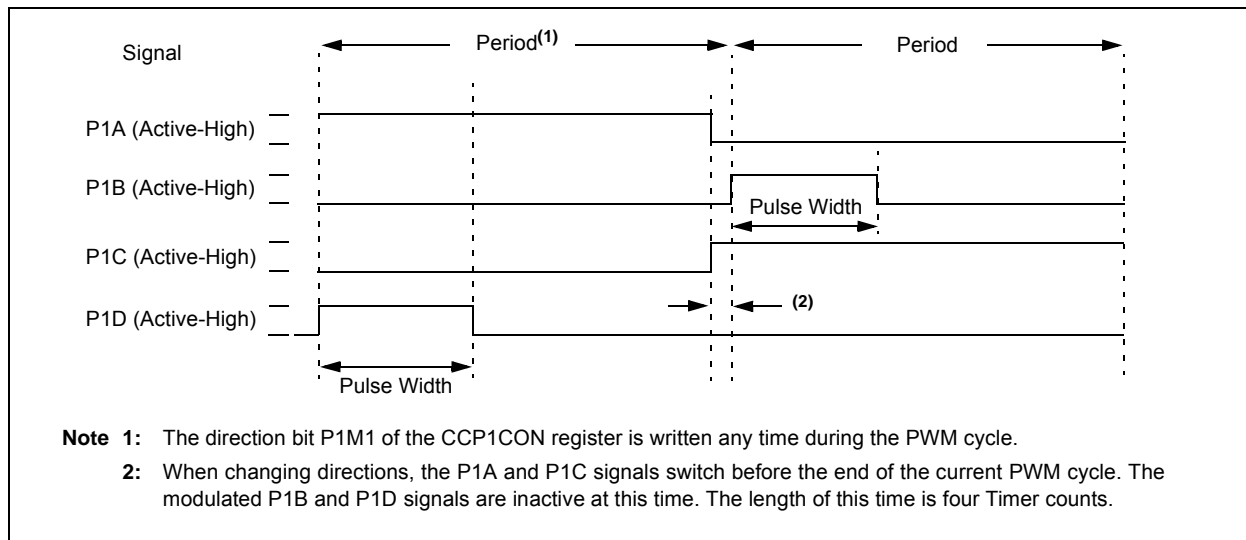 Signal
Period(1)
Period
P1A (Active-High)
P1B (Active-High)
Pulse Width
P1C (Active-High)
(2)
P1D (Active-High)
Pulse Width
Note 1: The direction bit P1M1 of the CCP1CON register is written any time during the PWM cycle.
2: When changing directions, the P1A and P1C signals switch before the end of the current PWM cycle. The
modulated P1B and P1D signals are inactive at this time. The length of this time is four Timer counts.